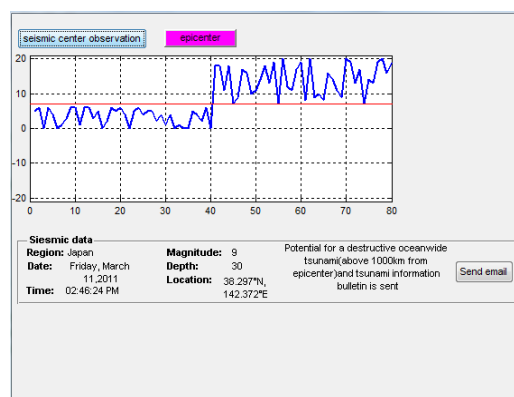 seismic center observation
epicenter
20
10
0
-10
-20
0 10 20 30 40 50 60 70 80
Siesmic data
Region: Japan
Date: Friday, March
11,2011
Time: 02:46:24 PM
Magnitude: 9
Depth: 30
Location: 38.297°N,
142.372°E
Potential for a destructive oceanwide
tsunami(above 1000km from
epicenter)and tsunami information
bulletin is sent
Send email